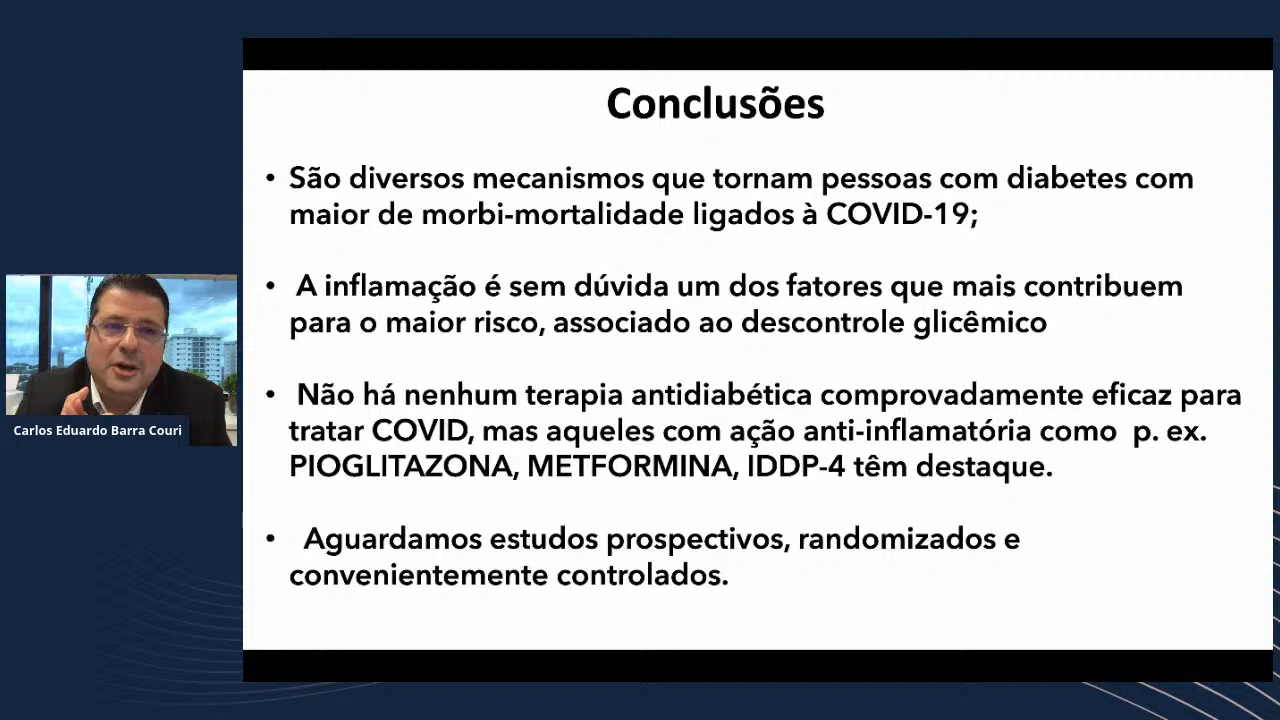 Conclusões
• São diversos mecanismos que tornam pessoas com diabetes com
maior de morbi-mortalidade ligados à COVID-19;
• A inflamação é sem dúvida um dos fatores que mais contribuem
para o maior risco, associado ao descontrole glicêmico
• Não há nenhum terapia antidiabética comprovadamente eficaz para
tratar COVID, mas aqueles com ação anti-inflamatória como p. ex.
PIOGLITAZONA, METFORMINA, IDDP-4 têm destaque.
• Aguardamos estudos prospectivos, randomizados e
convenientemente controlados.
Carlos Eduardo Barra Couri